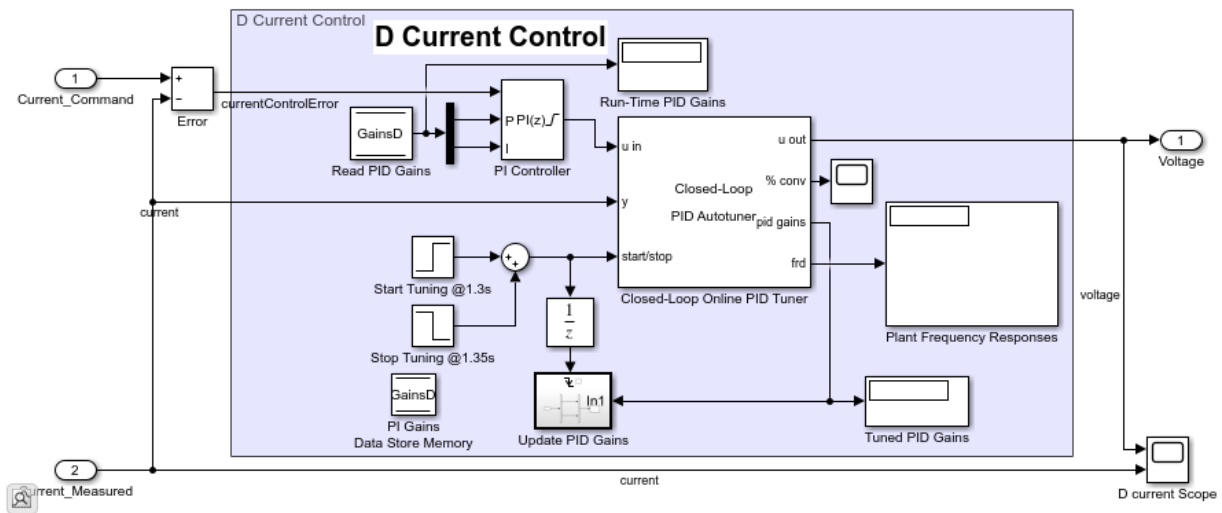 D Current Control
D Current Control
1
Current_Command
+
−
Error
currentControlError
GainsD
Read PID Gains
P PI(z)
I
PI Controller
Run-Time PID Gains
u in
y
start/stop
Closed-Loop
PID Autotuner
u out
% conv
pid gains
frd
Closed-Loop Online PID Tuner
1
Voltage
current
Start Tuning @1.3s
+
+
Stop Tuning @1.35s
1
z
GainsD
PI Gains
Data Store Memory
In1
Update PID Gains
Plant Frequency Responses
voltage
Tuned PID Gains
2
urrent_Measured
current
D current Scope